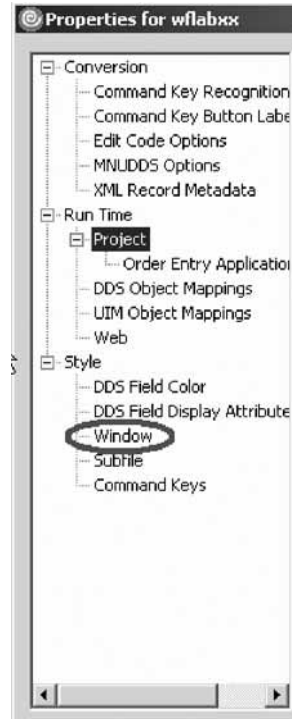 Properties for wflabxx
Conversion
Command Key Recognition
Command Key Button Labe
Edit Code Options
MNUDDS Options
XML Record Metadata
Run Time
Project
Order Entry Application
DDS Object Mappings
UIM Object Mappings
Web
Style
DDS Field Color
DDS Field Display Attribute
Window
Subfile
Command Keys